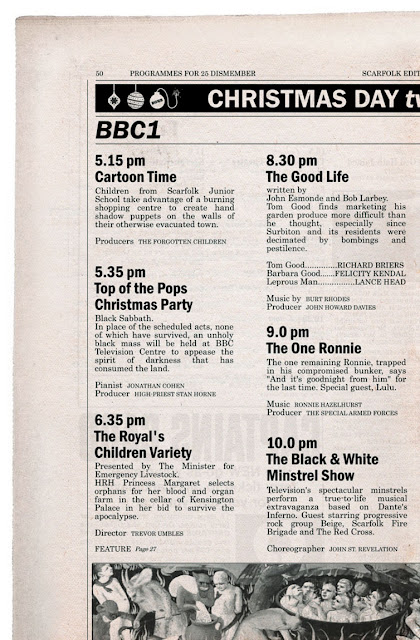 50 PROGRAMMES FOR 25 DISMEMBER SCARFOLK EDIT
CHRISTMAS DAY tv
BBC1
5.15 pm
Cartoon Time
Children from Scarfolk Junior
School take advantage of a burning
shopping centre to create hand
shadow puppets on the walls of
their otherwise evacuated town.
Producers THE FORGOTTEN CHILDREN
5.35 pm
Top of the Pops
Christmas Party
Black Sabbath.
In place of the scheduled acts, none
of which have survived, an unholy
black mass will be held at BBC
Television Centre to appease the
spirit of darkness that has
consumed the land.
Pianist JONATHAN COHEN
Producer HIGH-PRIEST STAN HORNE
6.35 pm
The Royal's
Children Variety
Presented by The Minister for
Emergency Livestock.
HRH Princess Margaret selects
orphans for her blood and organ
farm in the cellar of Kensington
Palace in her bid to survive the
apocalypse.
Director TREVOR UMBLES
FEATURE Page 27
8.30 pm
The Good Life
written by
John Esmonde and Bob Larbey.
Tom Good finds marketing his
garden produce more difficult than
he thought, especially since
Surbiton and its residents were
decimated by bombings and
pestilence.
Tom Good..............RICHARD BRIERS
Barbara Good......FELICITY KENDAL
Leprous Man.................LANCE HEAD
Music by BURT RHODES
Producer JOHN HOWARD DAVIES
9.0 pm
The One Ronnie
The one remaining Ronnie, trapped
in his compromised bunker, says
"And it's goodnight from him" for
the last time. Special guest, Lulu.
Music RONNIE HAZELHURST
Producer THE SPECIAL ARMED FORCES
10.0 pm
The Black & White
Minstrel Show
Television's spectacular minstrels
perform a true-to-life musical
extravaganza based on Dante's
Inferno. Guest starring progressive
rock group Beige, Scarfolk Fire
Brigade and The Red Cross.
Choreographer JOHN ST. REVELATION